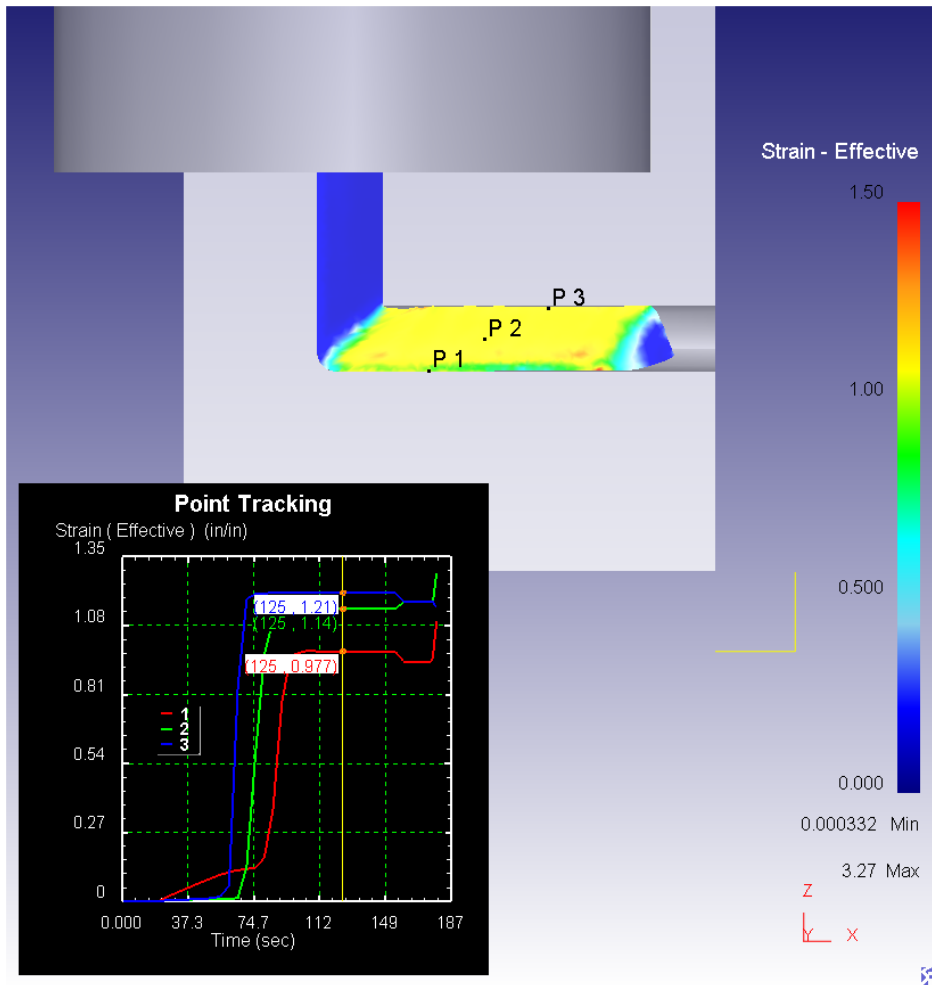 P 3
P 2
P 1
Strain - Effective
1.50
1.00
0.500
0.000
0.000332 Min
3.27 Max
Z
Y X
Point Tracking
Strain ( Effective ) (in/in)
1.35
1.08
0.81
0.54
0.27
0
(125 , 1.21)
(125 , 1.14)
(125 , 0.977)
1
2
3
0.000 37.3 74.7 112 149 187
Time (sec)